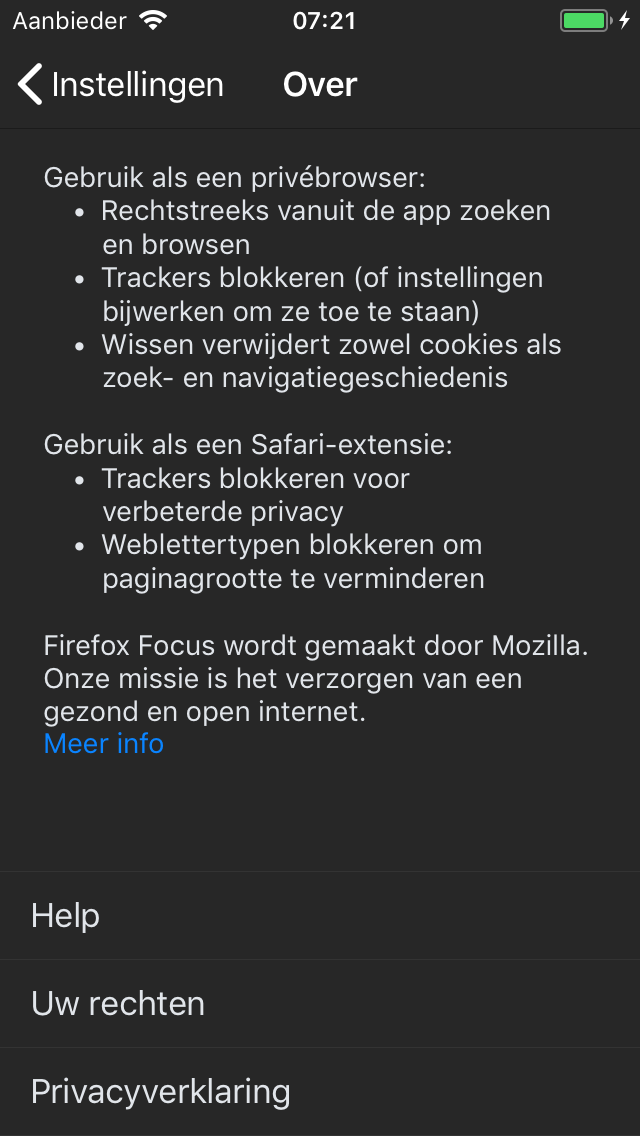 Aanbieder 07:21
Instellingen Over
Gebruik als een privébrowser:
• Rechtstreeks vanuit de app zoeken
en browsen
• Trackers blokkeren (of instellingen
bijwerken om ze toe te staan)
• Wissen verwijdert zowel cookies als
zoek- en navigatiegeschiedenis
Gebruik als een Safari-extensie:
• Trackers blokkeren voor
verbeterde privacy
• Weblettertypen blokkeren om
paginagrootte te verminderen
Firefox Focus wordt gemaakt door Mozilla.
Onze missie is het verzorgen van een
gezond en open internet.
Meer info
Help
Uw rechten
Privacyverklaring